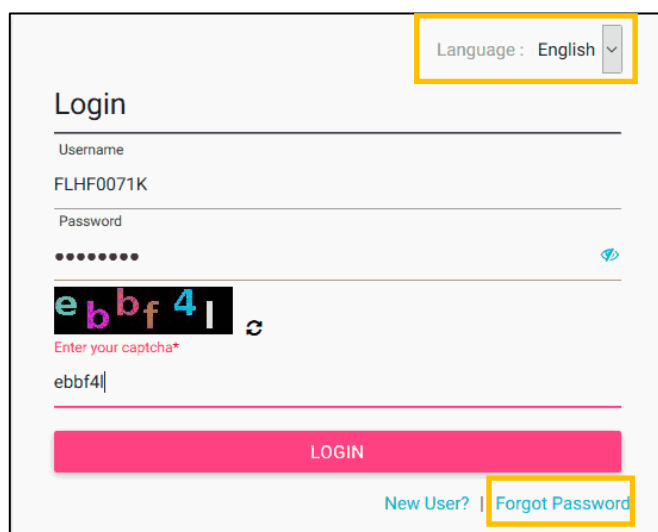 Language : English
Login
Username
FLHF0071K
Password
••••••••
ebbf4l
Enter your captcha*
ebbf4l
LOGIN
New User? | Forgot Password